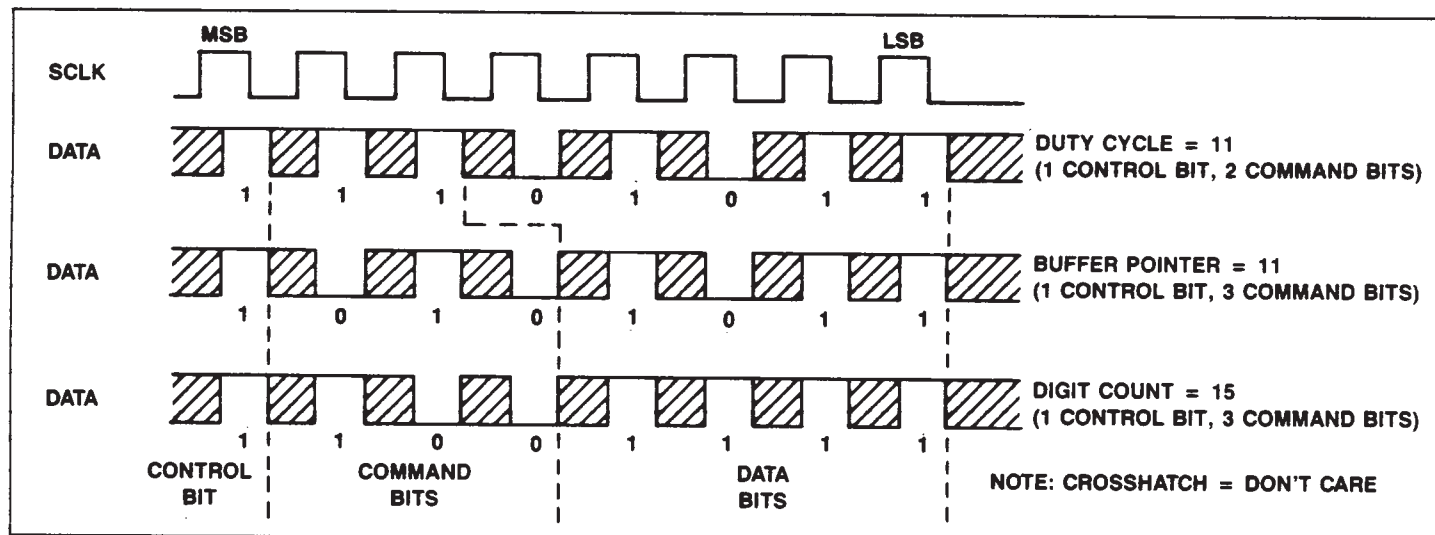 MSB LSB
SCLK
DATA DUTY CYCLE = 11
(1 CONTROL BIT, 2 COMMAND BITS)
1 1 1 0 1 0 1 1
DATA BUFFER POINTER = 11
(1 CONTROL BIT, 3 COMMAND BITS)
1 0 1 0 1 0 1 1
DATA DIGIT COUNT = 15
(1 CONTROL BIT, 3 COMMAND BITS)
1 1 0 0 1 1 1 1
CONTROL BIT
COMMAND BITS
DATA BITS
NOTE: CROSSHATCH = DON'T CARE